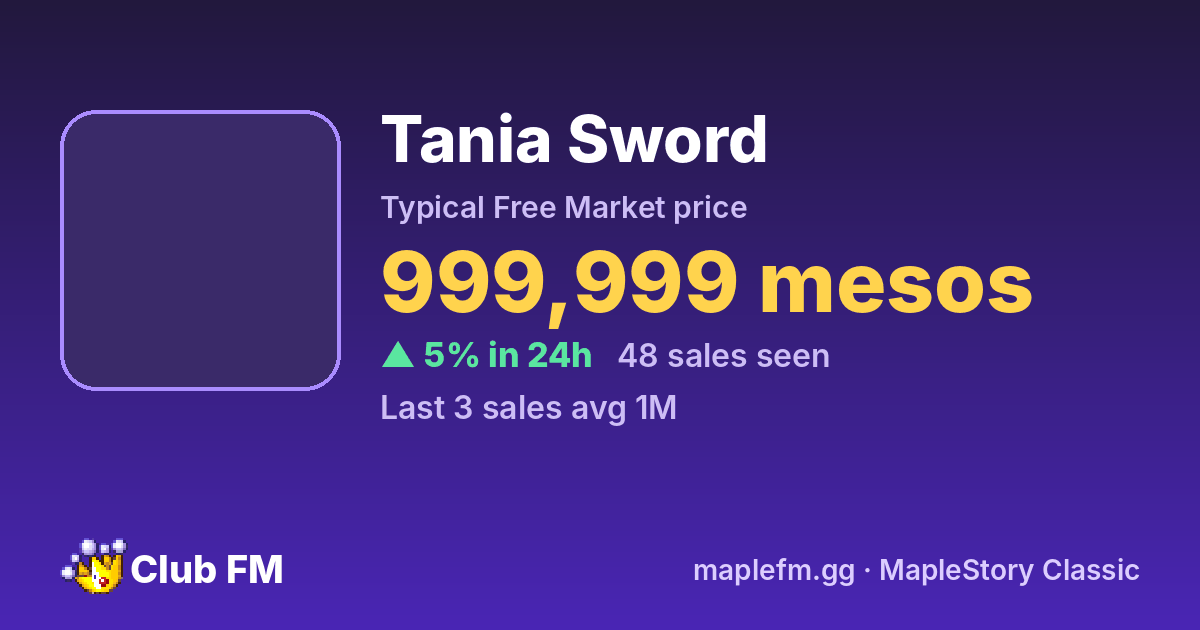 Tania Sword
Typical Free Market price
999,999 mesos
▲ 5% in 24h 48 sales seen
Last 3 sales avg 1M
Club FM
maplefm.gg · MapleStory Classic